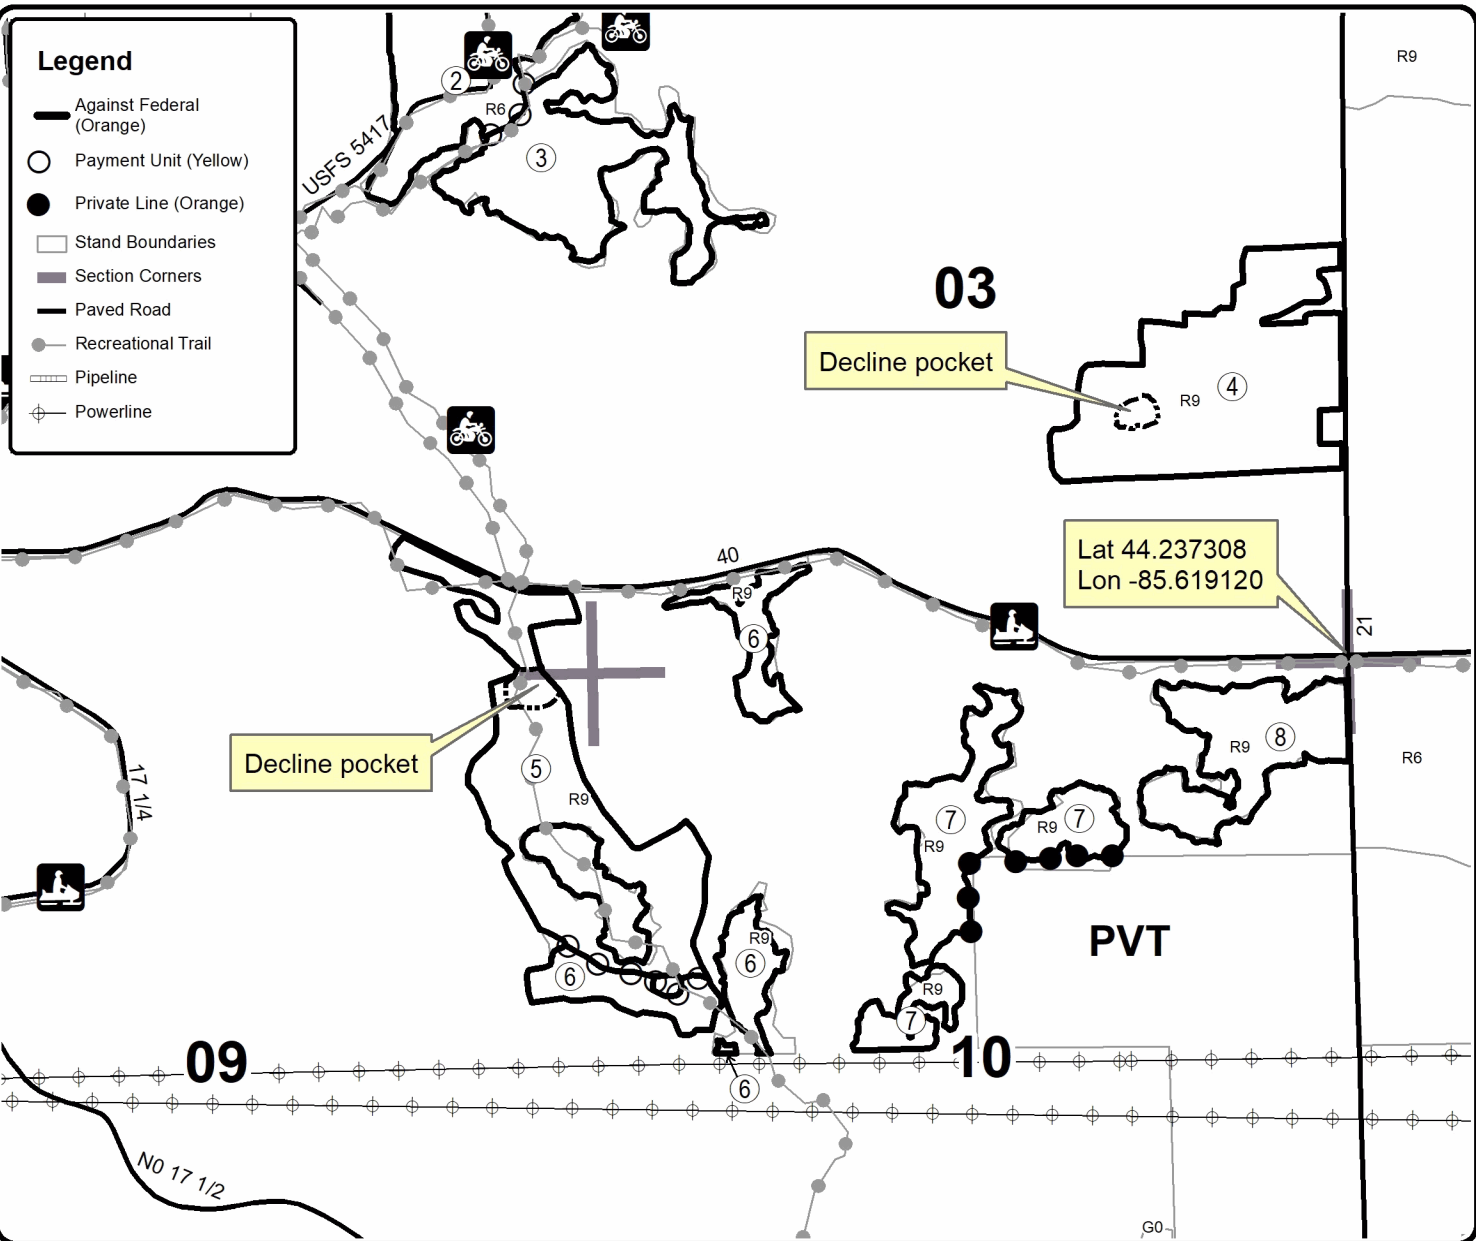 Legend
Against Federal
(Orange)
Payment Unit (Yellow)
Private Line (Orange)
Stand Boundaries
Section Corners
Paved Road
Recreational Trail
Pipeline
Powerline
2
R6
R9
USFS 5417
3
03
Decline pocket
R9
4
Lat 44.237308
Lon -85.619120
40
R9
6
21
Decline pocket
5
R9
17 1/4
R9
8
R6
7
R9
R9
7
PVT
R9
6
6
R9
7
09
10
6
N0 17 1/2
G0